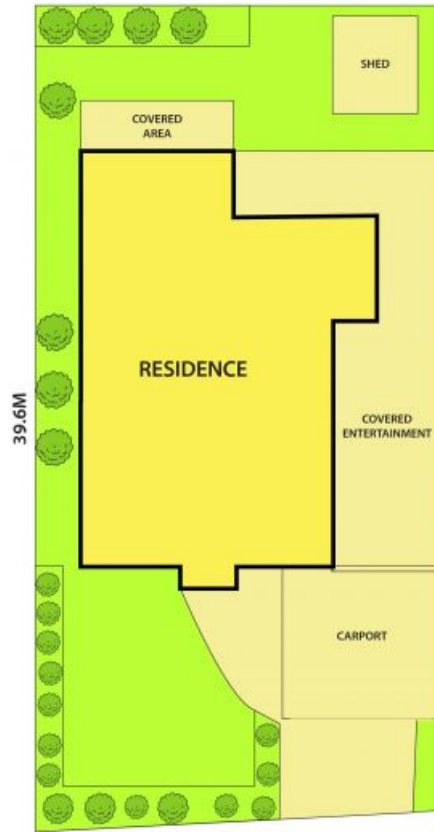 SHED
COVERED
AREA
RESIDENCE
39.6M
COVERED
ENTERTAINMENT
CARPORT